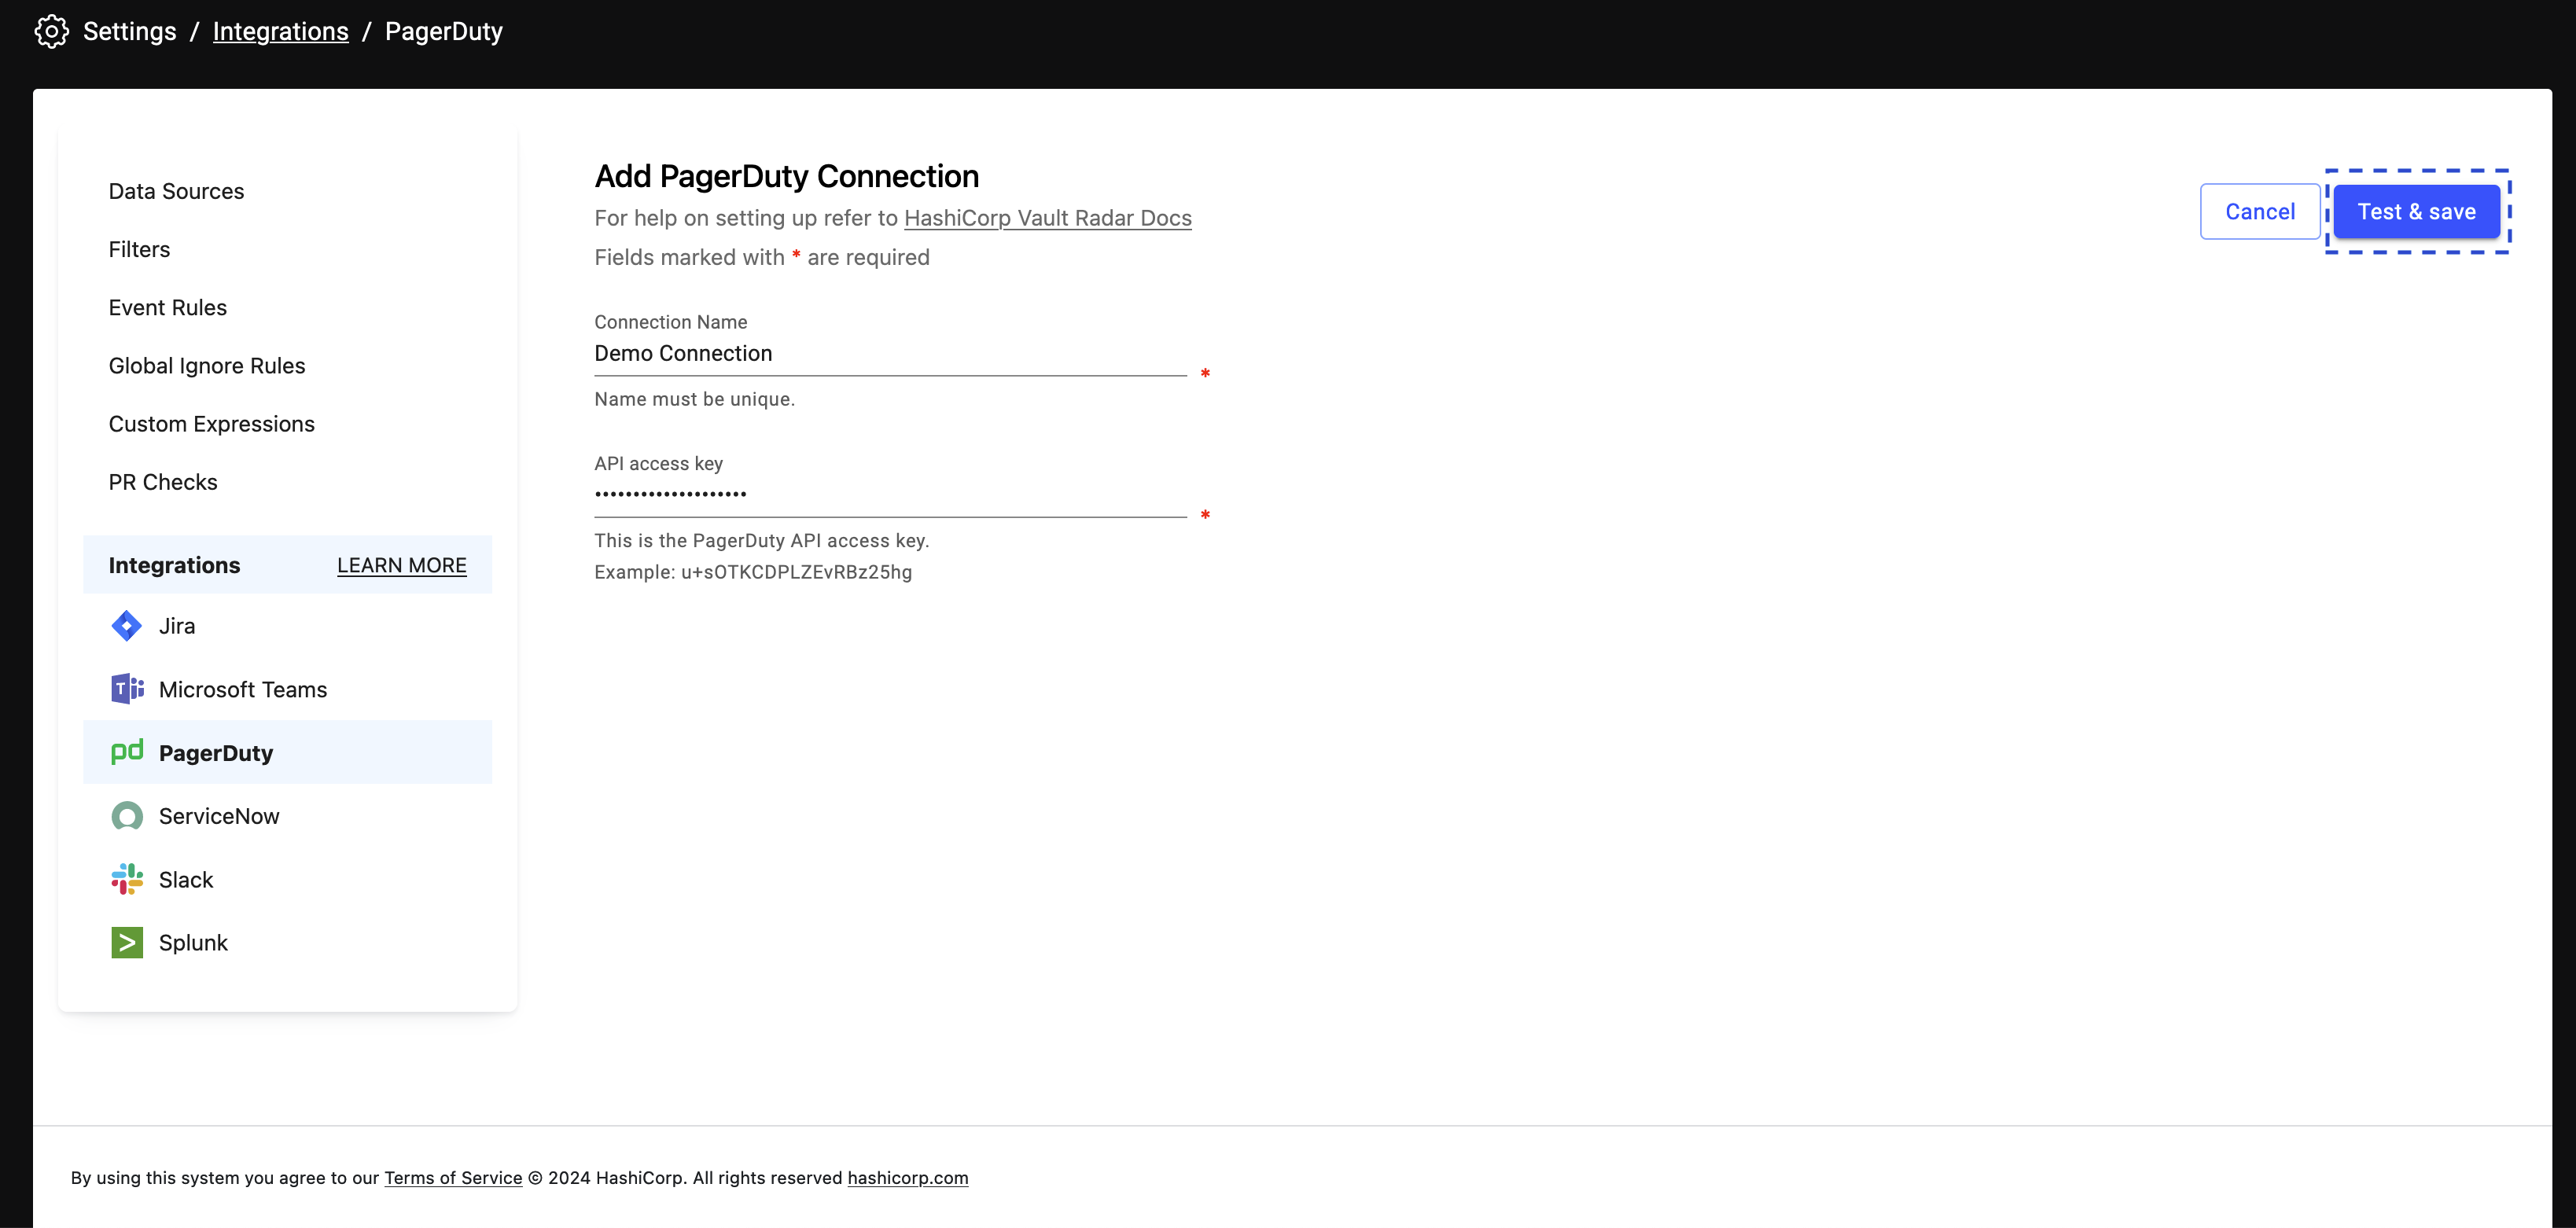 Settings / Integrations / PagerDuty
Data Sources
Filters
Event Rules
Global Ignore Rules
Custom Expressions
PR Checks
Integrations LEARN MORE
Jira
Microsoft Teams
pd PagerDuty
ServiceNow
Slack
Splunk
Add PagerDuty Connection
For help on setting up refer to HashiCorp Vault Radar Docs
Fields marked with * are required
Cancel
Test & save
Connection Name
Demo Connection
*
Name must be unique.
API access key
••••••••••••••••••••
*
This is the PagerDuty API access key.
Example: u+sOTKCDPLZEvRBz25hg
By using this system you agree to our Terms of Service © 2024 HashiCorp. All rights reserved hashicorp.com